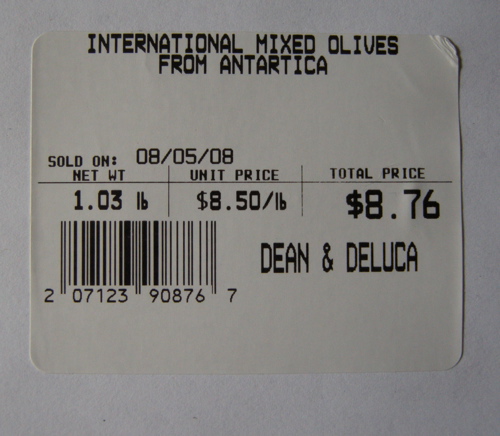 INTERNATIONAL MIXED OLIVES
FROM ANTARTICA
SOLD ON: 08/05/08
NET WT UNIT PRICE TOTAL PRICE
1.03 lb $8.50/lb $8.76
DEAN & DELUCA
2 07123 90876 7